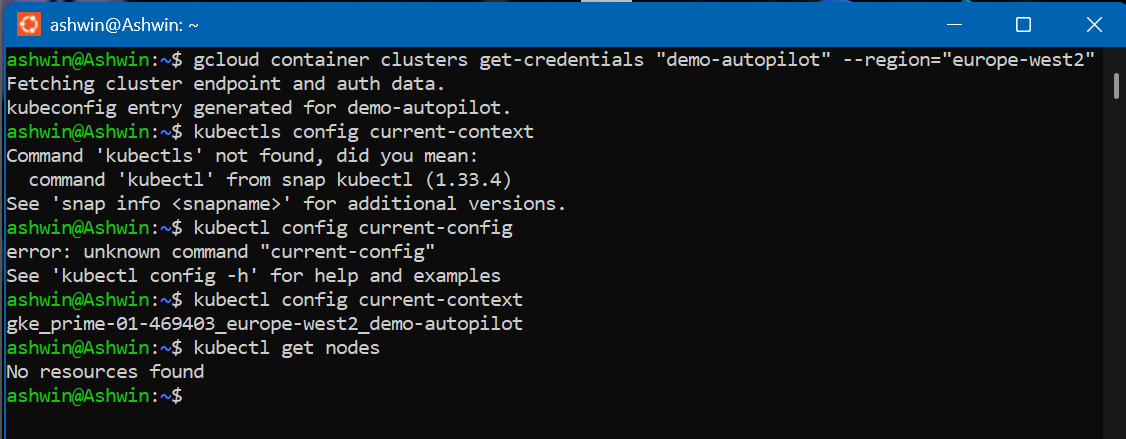 ashwin@Ashwin: ~
ashwin@Ashwin:~$ gcloud container clusters get-credentials "demo-autopilot" --region="europe-west2"
Fetching cluster endpoint and auth data.
kubeconfig entry generated for demo-autopilot.
ashwin@Ashwin:~$ kubectls config current-context
Command 'kubectls' not found, did you mean:
  command 'kubectl' from snap kubectl (1.33.4)
See 'snap info <snapname>' for additional versions.
ashwin@Ashwin:~$ kubectl config current-config
error: unknown command "current-config"
See 'kubectl config -h' for help and examples
ashwin@Ashwin:~$ kubectl config current-context
gke_prime-01-469403_europe-west2_demo-autopilot
ashwin@Ashwin:~$ kubectl get nodes
No resources found
ashwin@Ashwin:~$